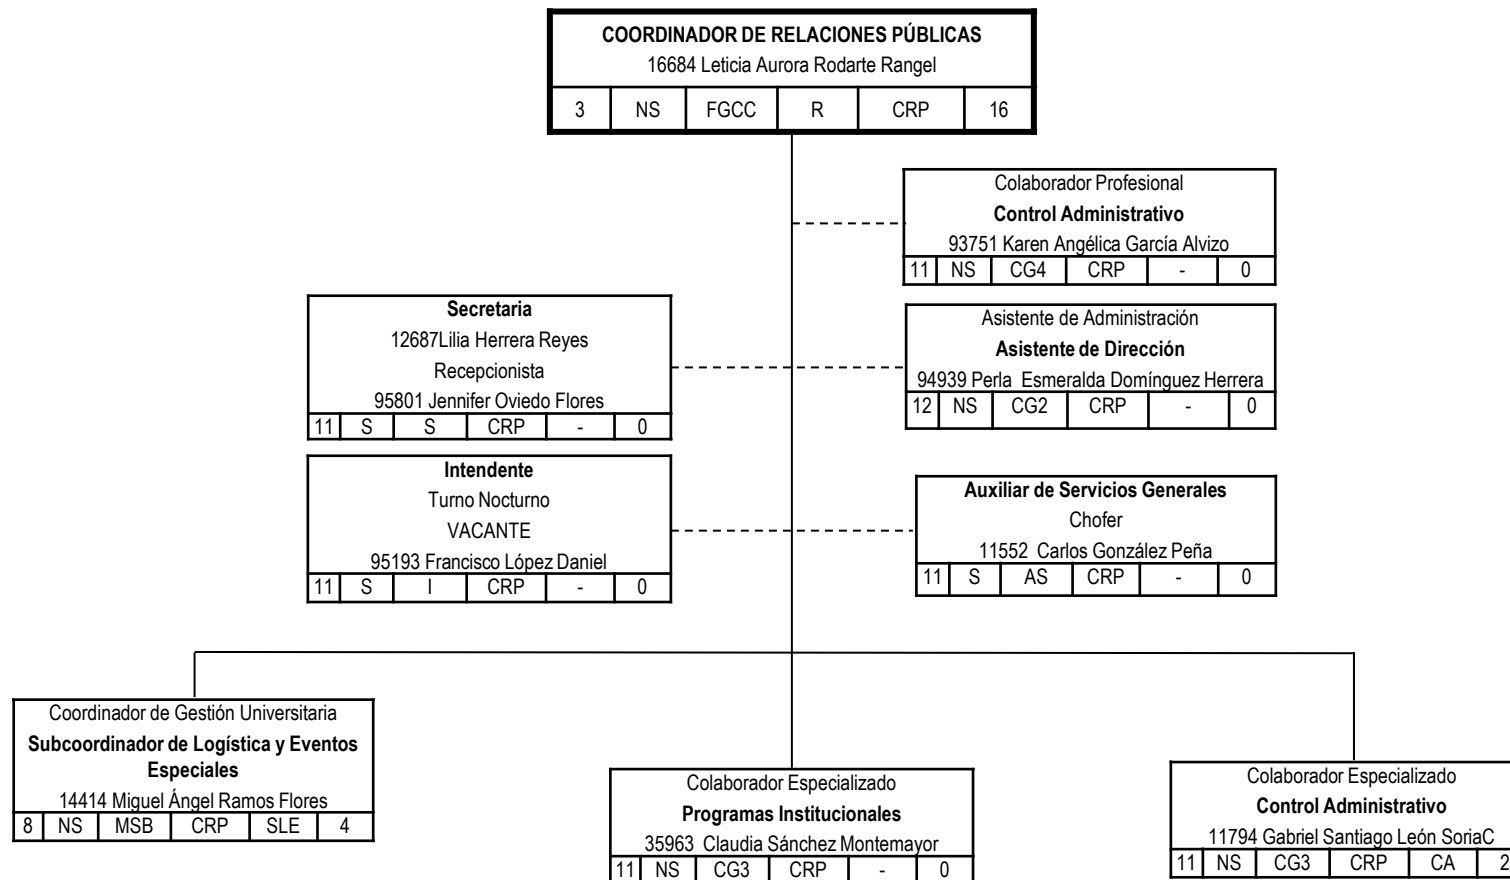 COORDINADOR DE RELACIONES PÚBLICAS
16684 Leticia Aurora Rodarte Rangel
3 NS FGCC R CRP 16
Colaborador Profesional
Control Administrativo
93751 Karen Angélica García Alvizo
11 NS CG4 CRP - 0
Secretaria
12687Lilia Herrera Reyes
Recepcionista
95801 Jennifer Oviedo Flores
11 S S CRP - 0
Asistente de Administración
Asistente de Dirección
94939 Perla Esmeralda Domínguez Herrera
12 NS CG2 CRP - 0
Intendente
Turno Nocturno
VACANTE
95193 Francisco López Daniel
11 S I CRP - 0
Auxiliar de Servicios Generales
Chofer
11552 Carlos González Peña
11 S AS CRP - 0
Coordinador de Gestión Universitaria
Subcoordinador de Logística y Eventos
Especiales
14414 Miguel Ángel Ramos Flores
8 NS MSB CRP SLE 4
Colaborador Especializado
Programas Institucionales
35963 Claudia Sánchez Montemayor
11 NS CG3 CRP - 0
Colaborador Especializado
Control Administrativo
11794 Gabriel Santiago León SoriaC
11 NS CG3 CRP CA 2